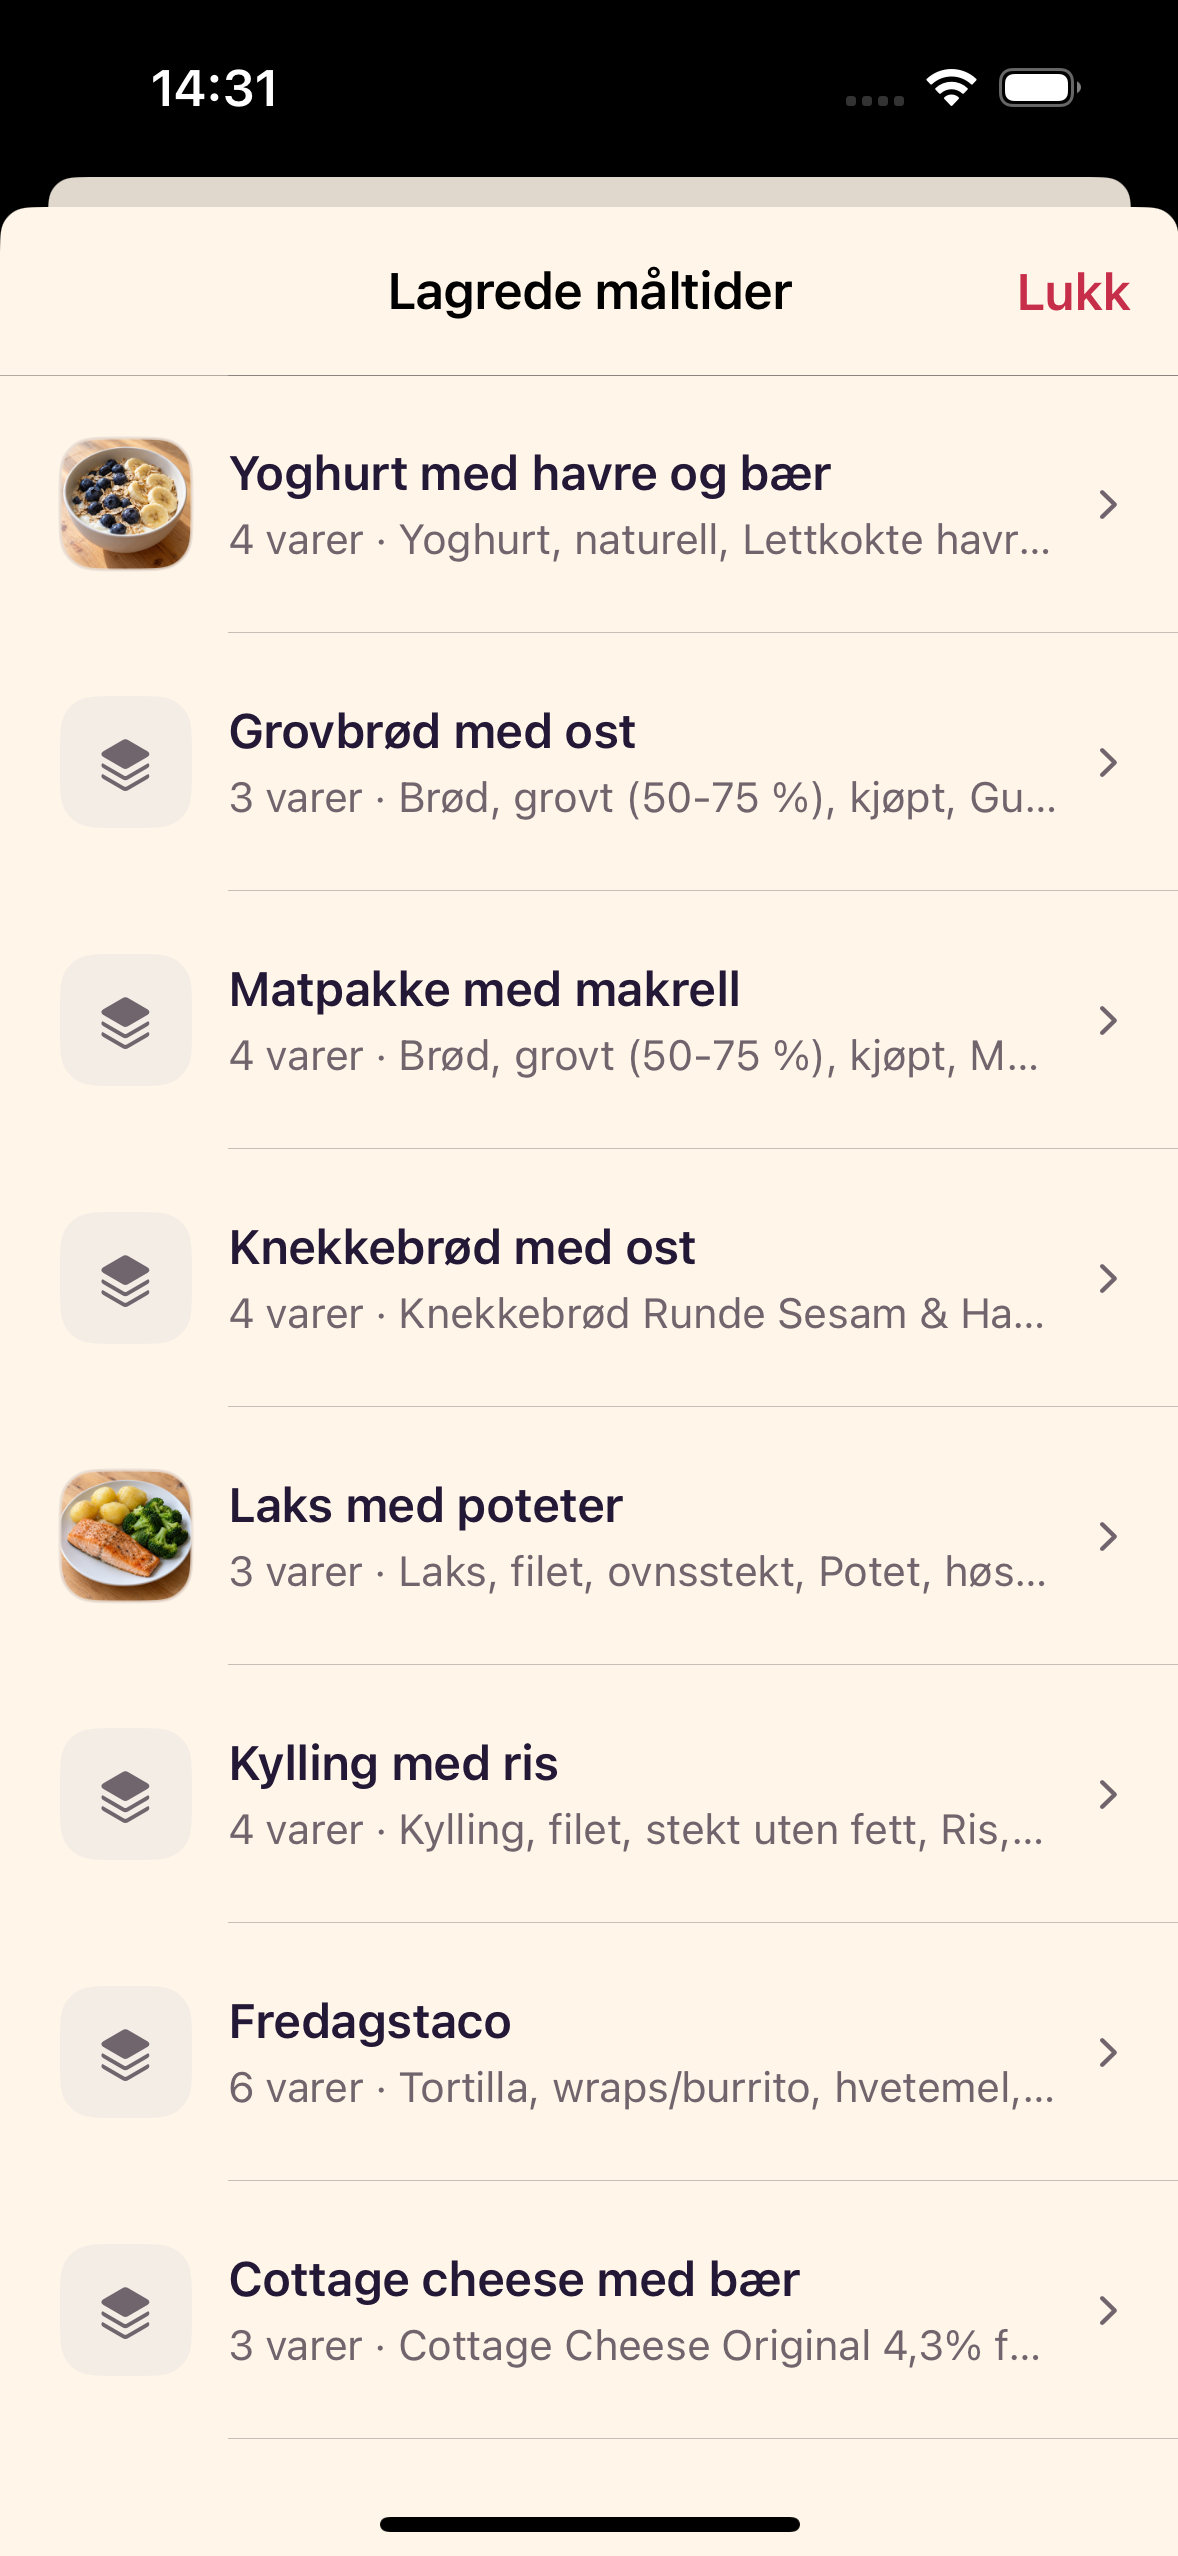 14:31
Lagrede måltider
Lukk
Yoghurt med havre og bær
4 varer · Yoghurt, naturell, Lettkokte havr...
Grovbrød med ost
3 varer · Brød, grovt (50-75 %), kjøpt, Gu...
Matpakke med makrell
4 varer · Brød, grovt (50-75 %), kjøpt, M...
Knekkebrød med ost
4 varer · Knekkebrød Runde Sesam & Ha...
Laks med poteter
3 varer · Laks, filet, ovnsstekt, Potet, høs...
Kylling med ris
4 varer · Kylling, filet, stekt uten fett, Ris,...
Fredagstaco
6 varer · Tortilla, wraps/burrito, hvetemel,...
Cottage cheese med bær
3 varer · Cottage Cheese Original 4,3% f...